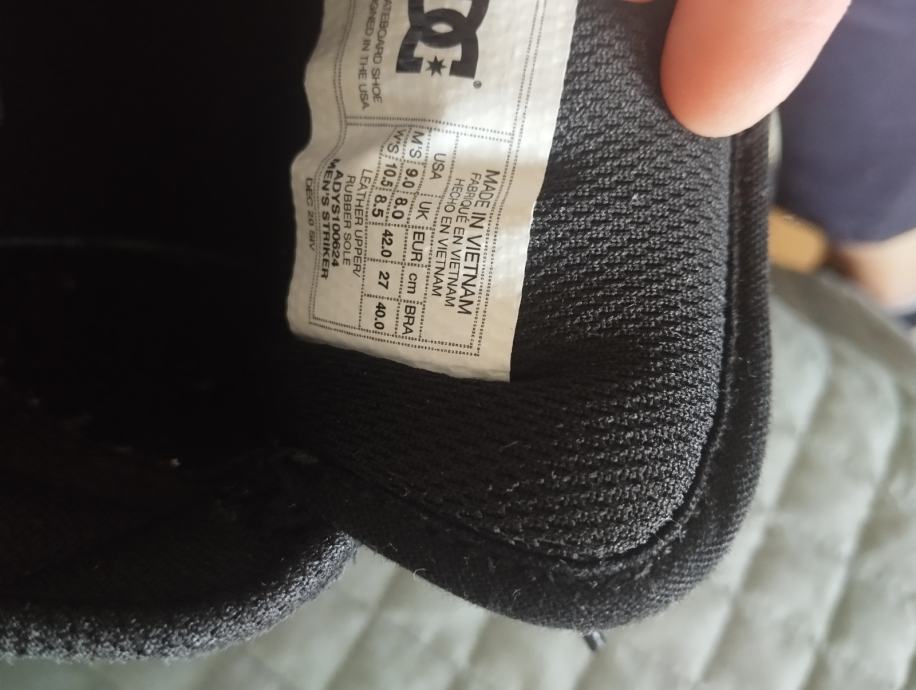 DC
SKATEBOARD SHOE
DESIGNED IN THE USA
MADE IN VIETNAM
FABRIQUÉ EN VIETNAM
HECHO EN VIETNAM
USA UK EUR cm BRA
M'S 9.0 8.0 42.0 27 40.0
W'S 10.5 8.5
LEATHER UPPER/
RUBBER SOLE
ADYS100624
MEN'S STRIKER
DEC 20